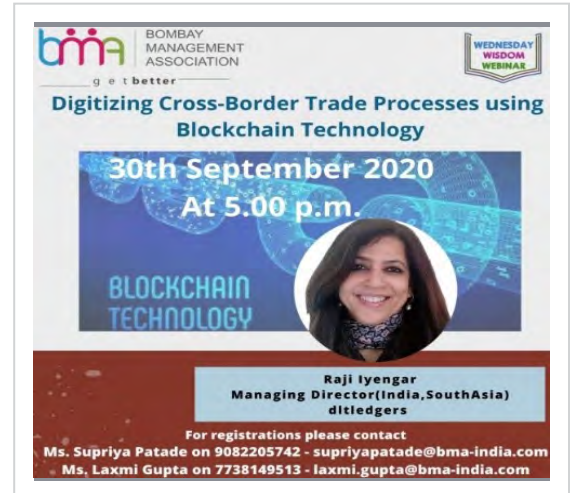 bma
BOMBAY
MANAGEMENT
ASSOCIATION
get better
WEDNESDAY
WISDOM
WEBINAR
Digitizing Cross-Border Trade Processes using
Blockchain Technology
30th September 2020
At 5.00 p.m.
BLOCKCHAIN
TECHNOLOGY
Raji Iyengar
Managing Director(India,SouthAsia)
dltledgers
For registrations please contact
Ms. Supriya Patade on 9082205742 - supriyapatade@bma-india.com
Ms. Laxmi Gupta on 7738149513 - laxmi.gupta@bma-india.com